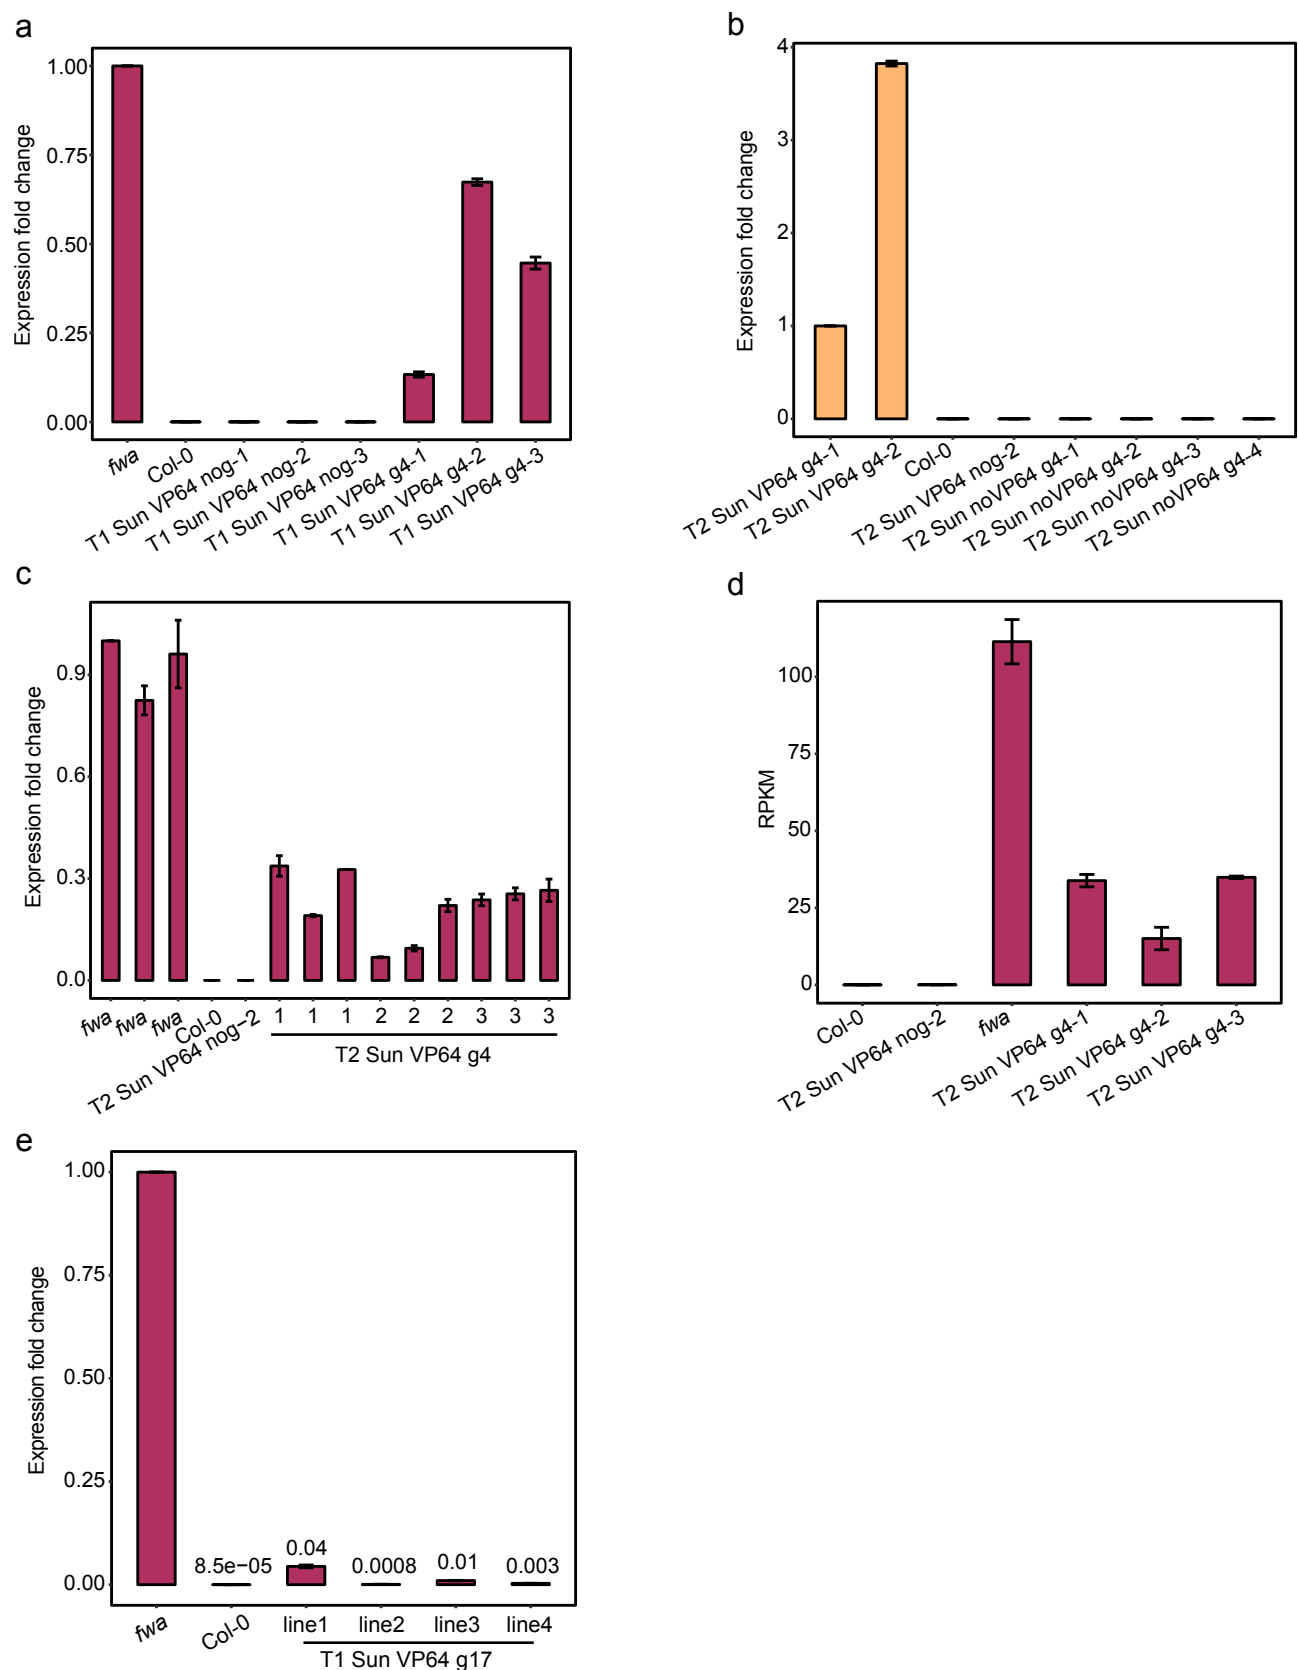 a
Expression fold change
1.00
0.75
0.50
0.25
0.00
fwa
Col-0
T1 Sun VP64 nog-1
T1 Sun VP64 nog-2
T1 Sun VP64 nog-3
T1 Sun VP64 g4-1
T1 Sun VP64 g4-2
T1 Sun VP64 g4-3
b
Expression fold change
4
3
2
1
0
T2 Sun VP64 g4-1
T2 Sun VP64 g4-2
Col-0
T2 Sun VP64 nog-2
T2 Sun noVP64 g4-1
T2 Sun noVP64 g4-2
T2 Sun noVP64 g4-3
T2 Sun noVP64 g4-4
c
Expression fold change
0.9
0.6
0.3
0.0
fwa
fwa
fwa
Col-0
T2 Sun VP64 nog−2
1 1 1 2 2 2 3 3 3
T2 Sun VP64 g4
d
RPKM
100
75
50
25
0
Col-0
T2 Sun VP64 nog-2
fwa
T2 Sun VP64 g4-1
T2 Sun VP64 g4-2
T2 Sun VP64 g4-3
e
Expression fold change
1.00
0.75
0.50
0.25
0.00
8.5e−05
0.04
0.0008
0.01
0.003
fwa
Col-0
line1 line2 line3 line4
T1 Sun VP64 g17